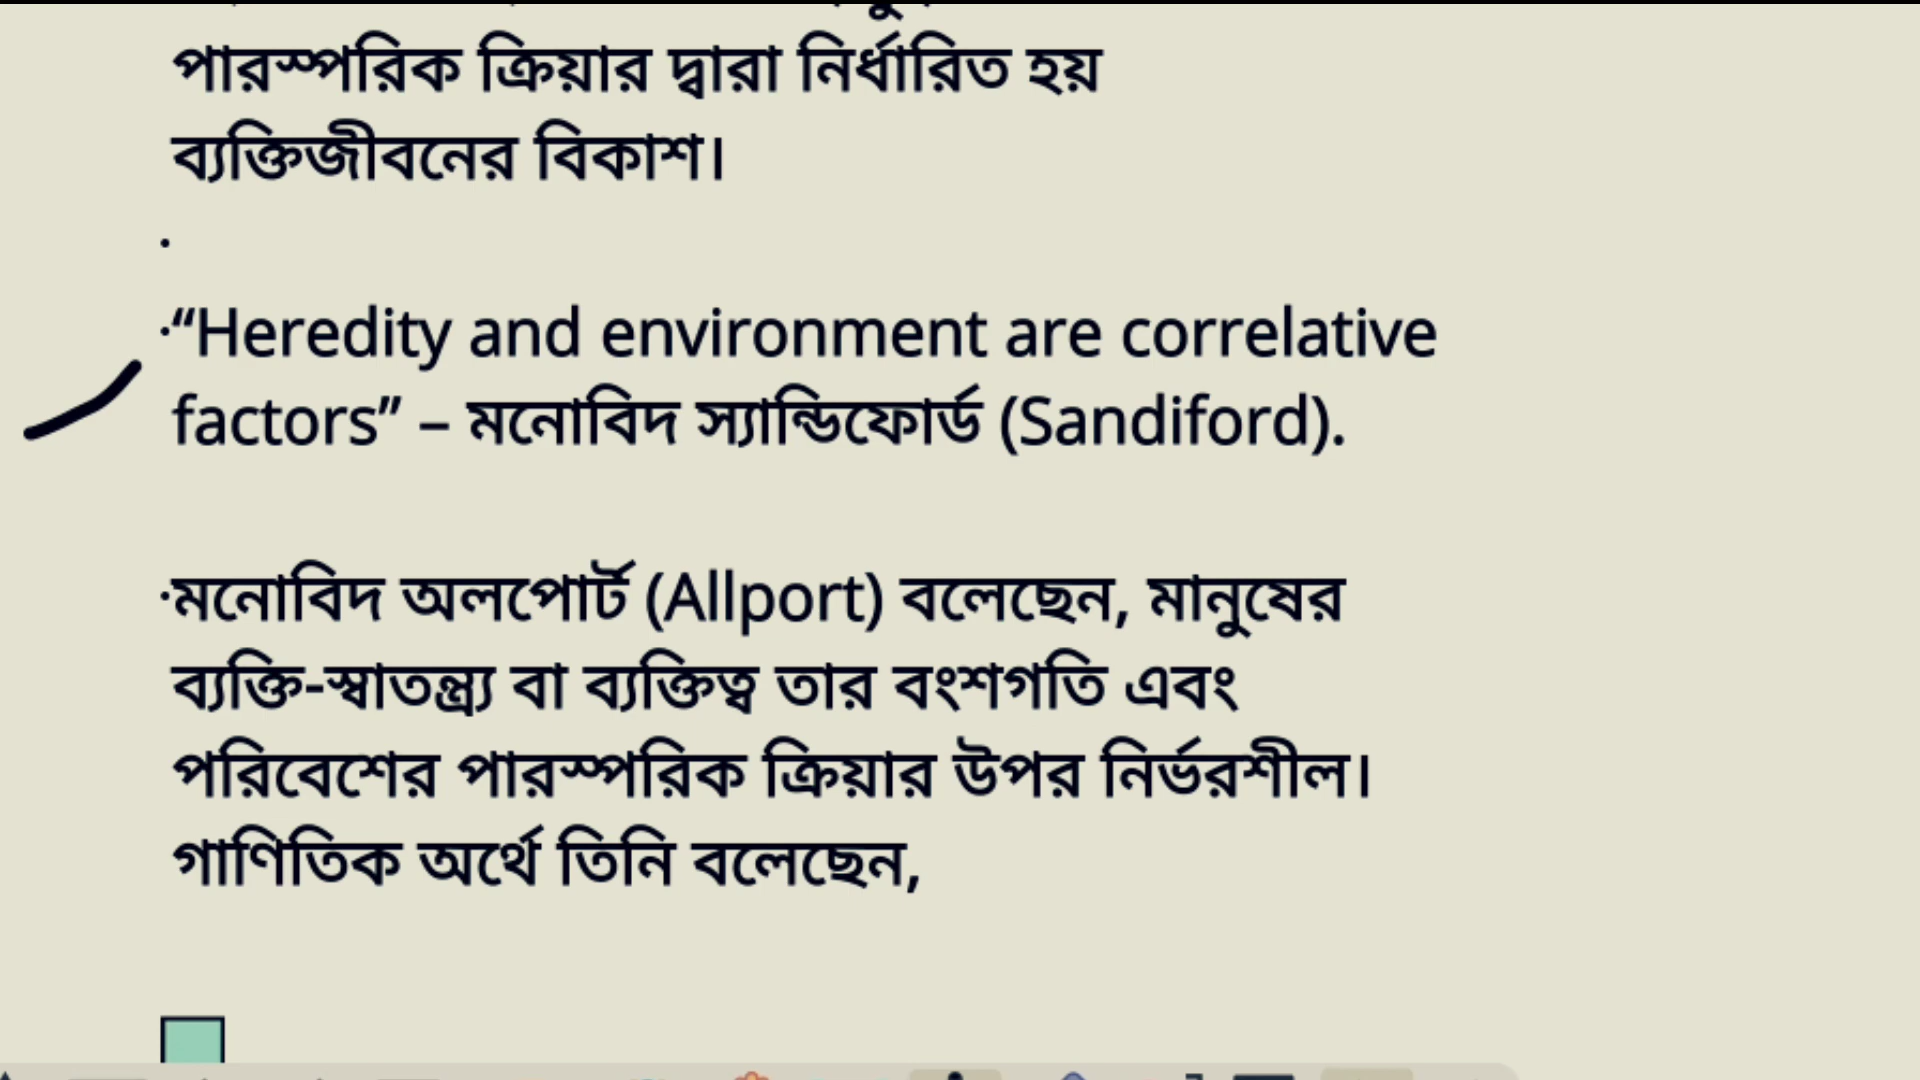 পারস্পরিক ক্রিয়ার দ্বারা নির্ধারিত হয়
ব্যক্তিজীবনের বিকাশ।
·
·“Heredity and environment are correlative
factors” – মনোবিদ স্যান্ডিফোর্ড (Sandiford).
·মনোবিদ অলপোর্ট (Allport) বলেছেন, মানুষের
ব্যক্তি-স্বাতন্ত্র্য বা ব্যক্তিত্ব তার বংশগতি এবং
পরিবেশের পারস্পরিক ক্রিয়ার উপর নির্ভরশীল।
গাণিতিক অর্থে তিনি বলেছেন,